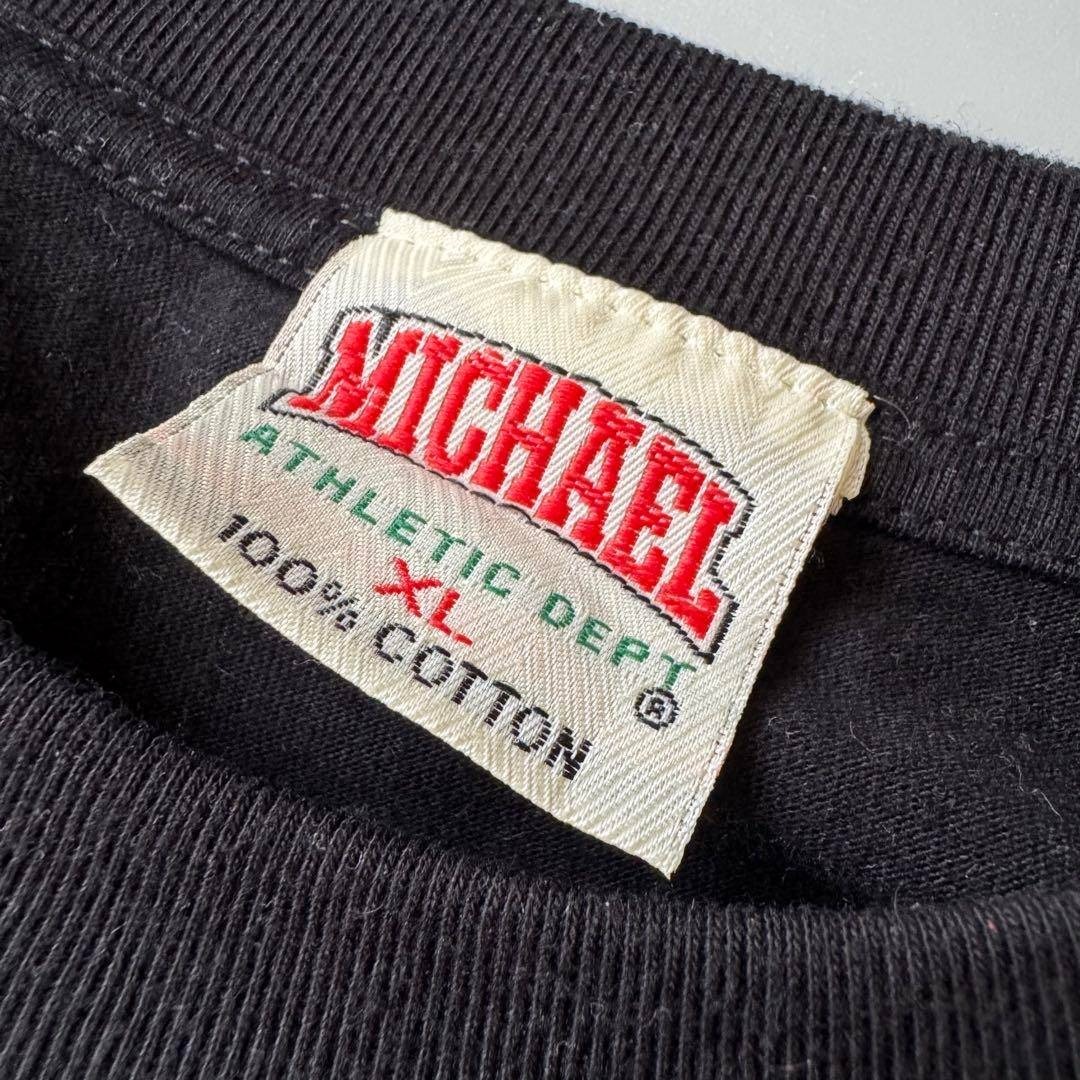 MICHAEL
ATHLETIC DEPT
®
XL
100% COTTON